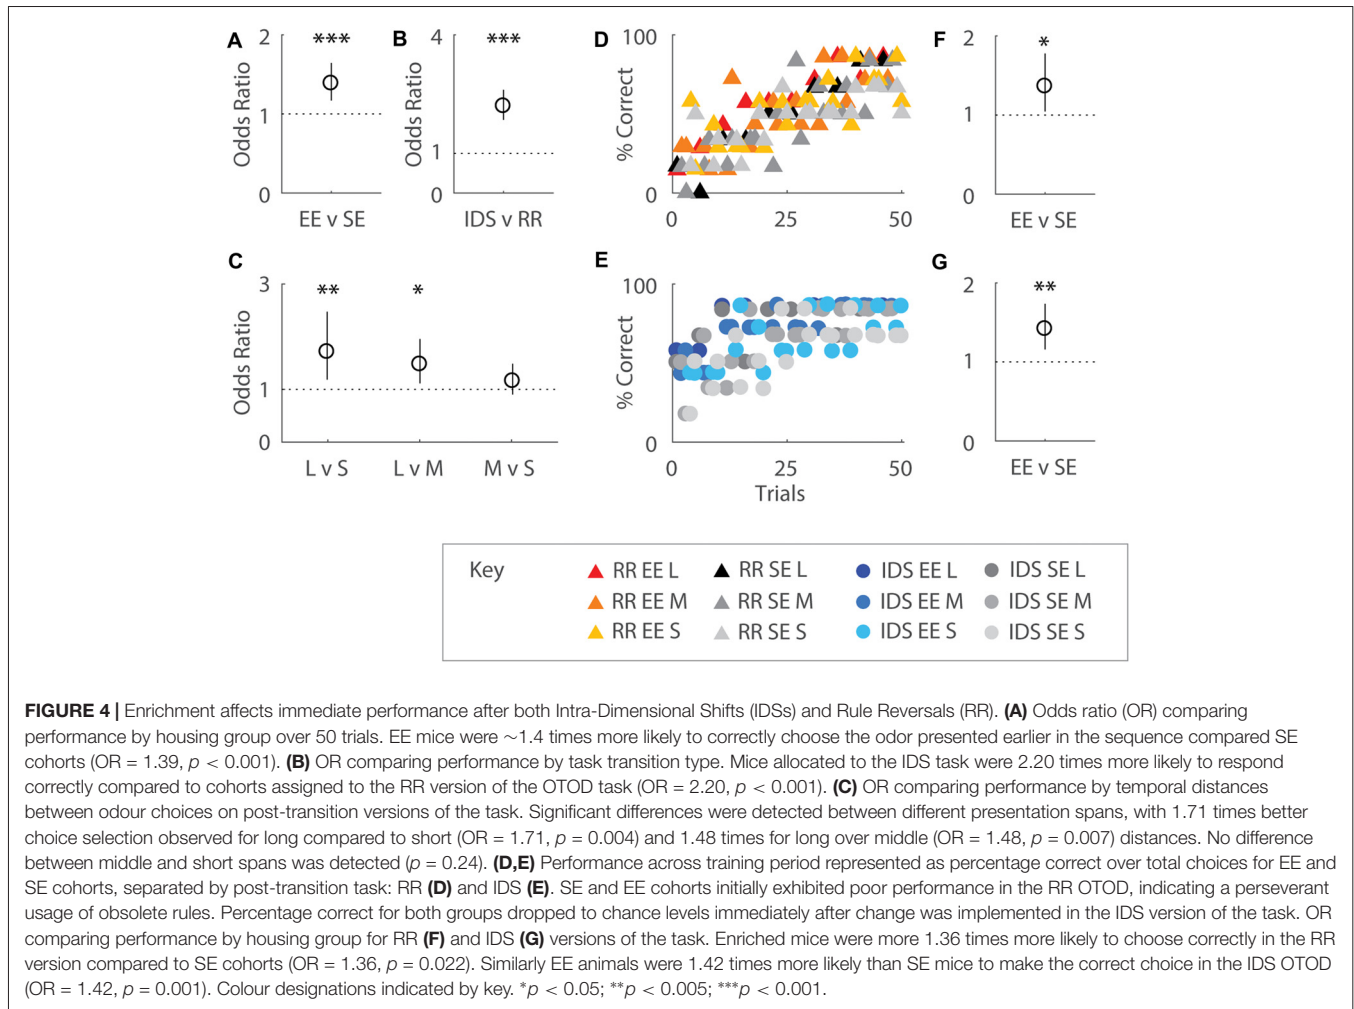 A
2
***
Odds Ratio
1
0
EE v SE
B
4
***
Odds Ratio
1
0
IDS v RR
D
100
% Correct
0
0 25 50
F
2
*
1
0
EE v SE
C
3
** *
Odds Ratio
1
0
L v S L v M M v S
E
100
% Correct
0
0 25 50
Trials
G
2
**
1
0
EE v SE
Key
RR EE L RR SE L IDS EE L IDS SE L
RR EE M RR SE M IDS EE M IDS SE M
RR EE S RR SE S IDS EE S IDS SE S
FIGURE 4 | Enrichment affects immediate performance after both Intra-Dimensional Shifts (IDSs) and Rule Reversals (RR). (A) Odds ratio (OR) comparing
performance by housing group over 50 trials. EE mice were ~1.4 times more likely to correctly choose the odor presented earlier in the sequence compared SE
cohorts (OR = 1.39, p < 0.001). (B) OR comparing performance by task transition type. Mice allocated to the IDS task were 2.20 times more likely to respond
correctly compared to cohorts assigned to the RR version of the OTOD task (OR = 2.20, p < 0.001). (C) OR comparing performance by temporal distances
between odour choices on post-transition versions of the task. Significant differences were detected between different presentation spans, with 1.71 times better
choice selection observed for long compared to short (OR = 1.71, p = 0.004) and 1.48 times for long over middle (OR = 1.48, p = 0.007) distances. No difference
between middle and short spans was detected (p = 0.24). (D,E) Performance across training period represented as percentage correct over total choices for EE and
SE cohorts, separated by post-transition task: RR (D) and IDS (E). SE and EE cohorts initially exhibited poor performance in the RR OTOD, indicating a perseverant
usage of obsolete rules. Percentage correct for both groups dropped to chance levels immediately after change was implemented in the IDS version of the task. OR
comparing performance by housing group for RR (F) and IDS (G) versions of the task. Enriched mice were more 1.36 times more likely to choose correctly in the RR
version compared to SE cohorts (OR = 1.36, p = 0.022). Similarly EE animals were 1.42 times more likely than SE mice to make the correct choice in the IDS OTOD
(OR = 1.42, p = 0.001). Colour designations indicated by key. *p < 0.05; **p < 0.005; ***p < 0.001.